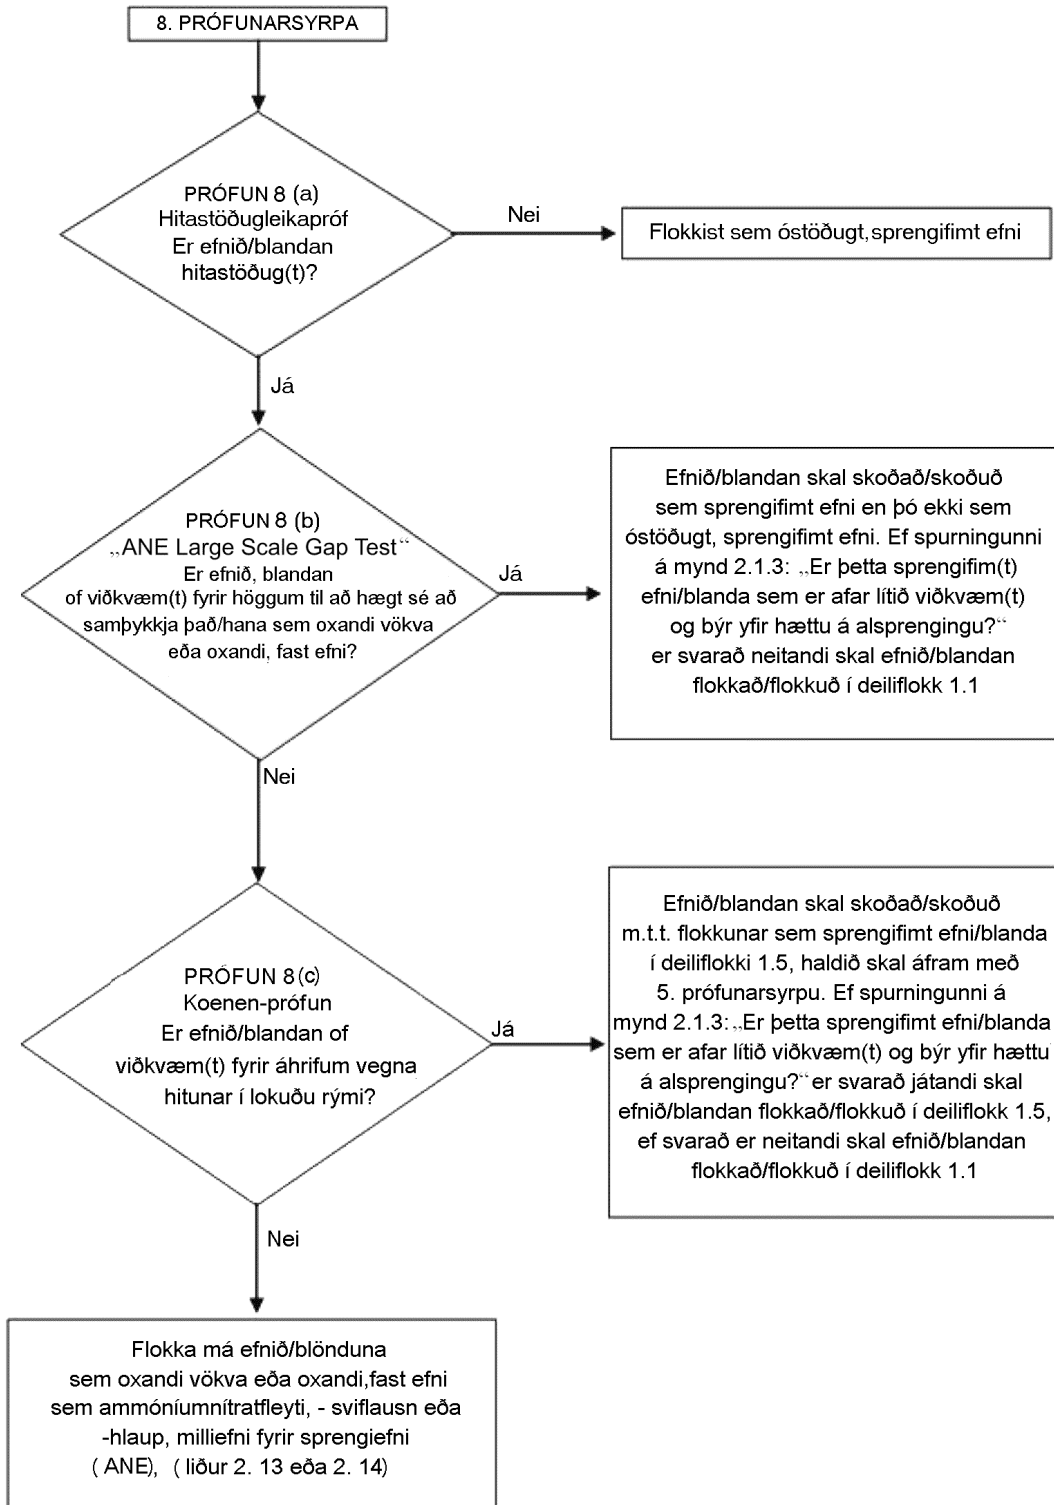 8. PRÓFUNARSYRPA
PRÓFUN 8 (a)
Hitastöðugleikapróf
Er efnið/blandan
hitastöðug(t)?
Nei
Flokkist sem óstöðugt,sprengifimt efni
Já
PRÓFUN 8 (b)
„ANE Large Scale Gap Test“
Er efnið, blandan
of viðkvæm(t) fyrir höggum til að hægt sé að
samþykkja það/hana sem oxandi vökva
eða oxandi, fast efni?
Já
Efnið/blandan skal skoðað/skoðuð
sem sprengifimt efni en þó ekki sem
óstöðugt, sprengifimt efni. Ef spurningunni
á mynd 2.1.3: „Er þetta sprengifim(t)
efni/blanda sem er afar lítið viðkvæm(t)
og býr yfir hættu á alsprengingu?“
er svarað neitandi skal efnið/blandan
flokkað/flokkuð í deiliflokk 1.1
Nei
PRÓFUN 8 (c)
Koenen-prófun
Er efnið/blandan of
viðkvæm(t) fyrir áhrifum vegna
hitunar í lokuðu rými?
Já
Efnið/blandan skal skoðað/skoðuð
m.t.t. flokkunar sem sprengifimt efni/blanda
í deiliflokki 1.5, haldið skal áfram með
5. prófunarsyrpu. Ef spurningunni á
mynd 2.1.3: „Er þetta sprengifimt efni/blanda
sem er afar lítið viðkvæm(t) og býr yfir hættu
á alsprengingu?“ er svarað játandi skal
efnið/blandan flokkað/flokkuð í deiliflokk 1.5,
ef svarað er neitandi skal efnið/blandan
flokkað/flokkuð í deiliflokk 1.1
Nei
Flokka má efnið/blönduna
sem oxandi vökva eða oxandi,fast efni
sem ammóníumnítratfleyti, - sviflausn eða
-hlaup, milliefni fyrir sprengiefni
( ANE), ( liður 2. 13 eða 2. 14)